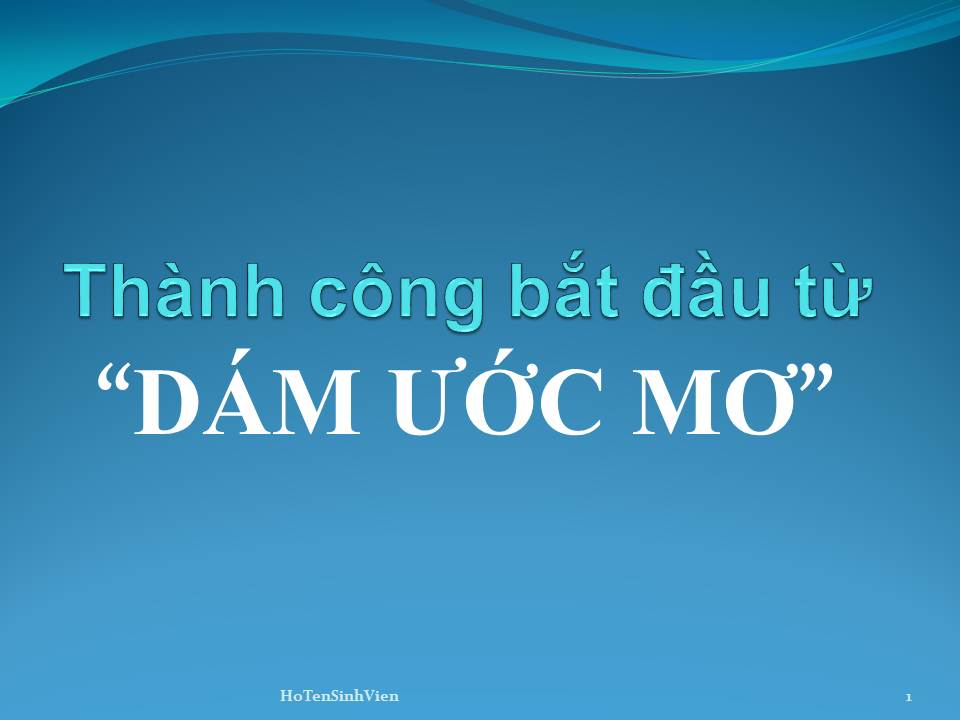 Thành công bắt đầu từ
“DÁM ƯỚC MƠ”
HoTenSinhVien
1